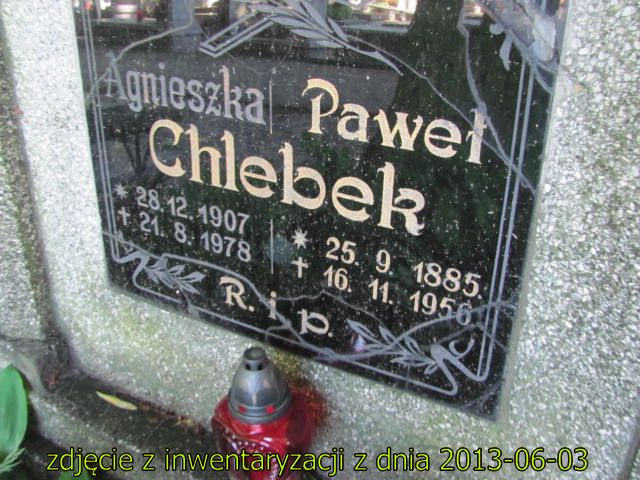 Agnieszka Paweł
Chlebek
* 28.12.1907 * 25. 9. 1885.
† 21. 8. 1978 † 16. 11. 1956
R. i p.
zdjęcie z inwentaryzacji z dnia 2013-06-03